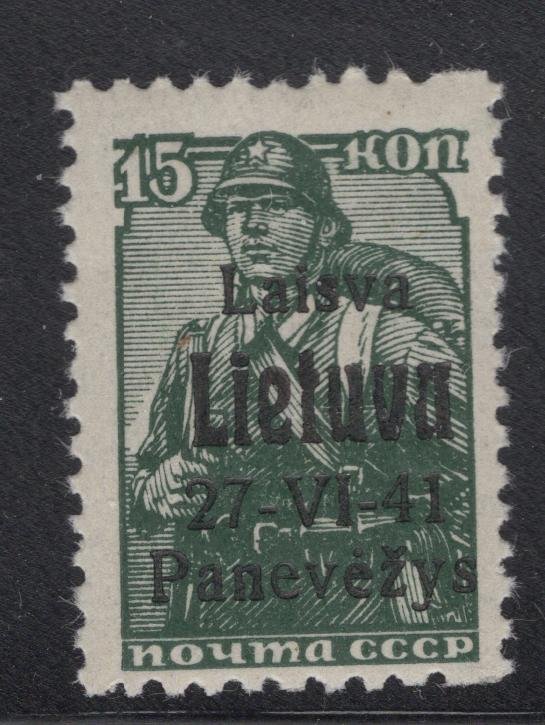 15 коп
Laisva
Lietuva
27-VI-41
Panevėžys
почта СССР